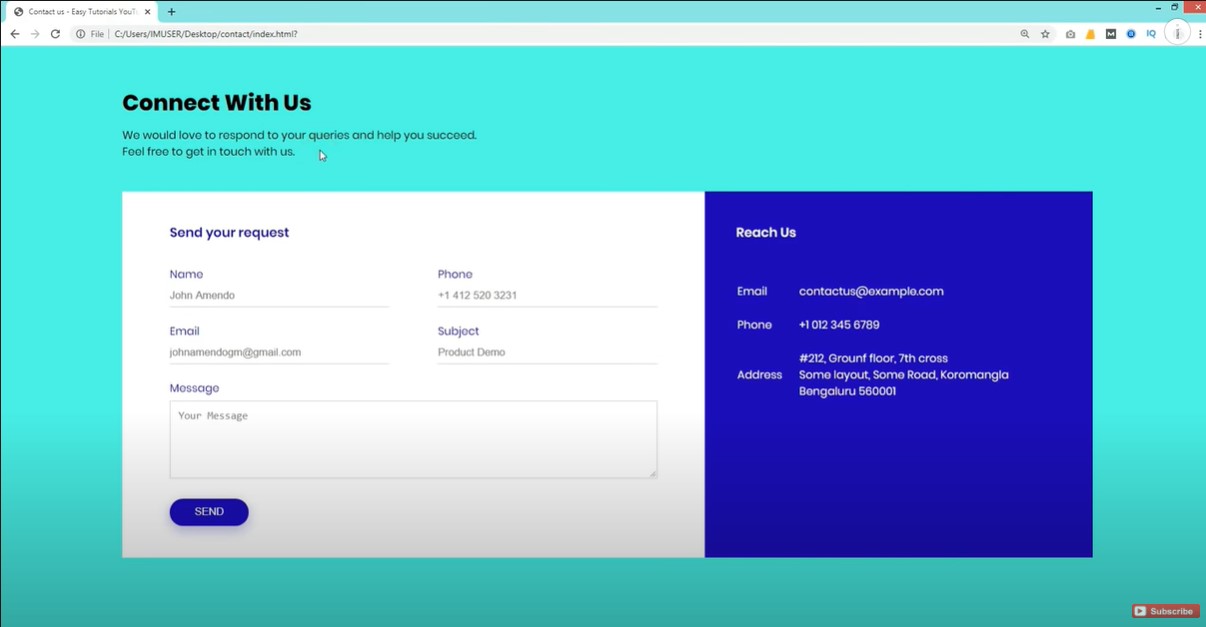 Contact us - Easy Tutorials YouTu
File
C:/Users/IMUSER/Desktop/contact/index.html?
M
IQ
Connect With Us
We would love to respond to your queries and help you succeed.
Feel free to get in touch with us.
Send your request
Name
Phone
John Amendo
+1 412 520 3231
Email
Subject
johnamendogm@gmail.com
Product Demo
Message
Your Message
SEND
Reach Us
Email
contactus@example.com
Phone
+1 012 345 6789
Address
#212, Grounf floor, 7th cross
Some layout, Some Road, Koromangla
Bengaluru 560001
Subscribe